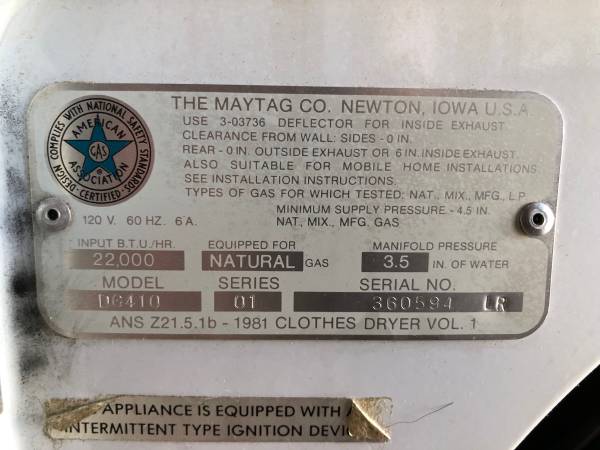 THE MAYTAG CO. NEWTON, IOWA U.S.A.
USE 3-03736 DEFLECTOR FOR INSIDE EXHAUST.
CLEARANCE FROM WALL: SIDES - 0 IN.
REAR - 0 IN. OUTSIDE EXHAUST OR 6 IN. INSIDE EXHAUST.
ALSO SUITABLE FOR MOBILE HOME INSTALLATIONS.
SEE INSTALLATION INSTRUCTIONS.
TYPES OF GAS FOR WHICH TESTED: NAT., MIX., MFG., L.P.
MINIMUM SUPPLY PRESSURE - 4.5 IN.
120 V. 60 HZ. 6 A. NAT., MIX., MFG. GAS
DESIGN CERTIFIED · COMPLIES WITH NATIONAL SAFETY STANDARDS
AMERICAN
GAS
ASSOCIATION
INPUT B.T.U./HR. EQUIPPED FOR MANIFOLD PRESSURE
22,000 NATURAL GAS 3.5 IN. OF WATER
MODEL SERIES SERIAL NO.
DG410 01 360594 LR
ANS Z21.5.1b - 1981 CLOTHES DRYER VOL. 1
APPLIANCE IS EQUIPPED WITH A
INTERMITTENT TYPE IGNITION DEVIC